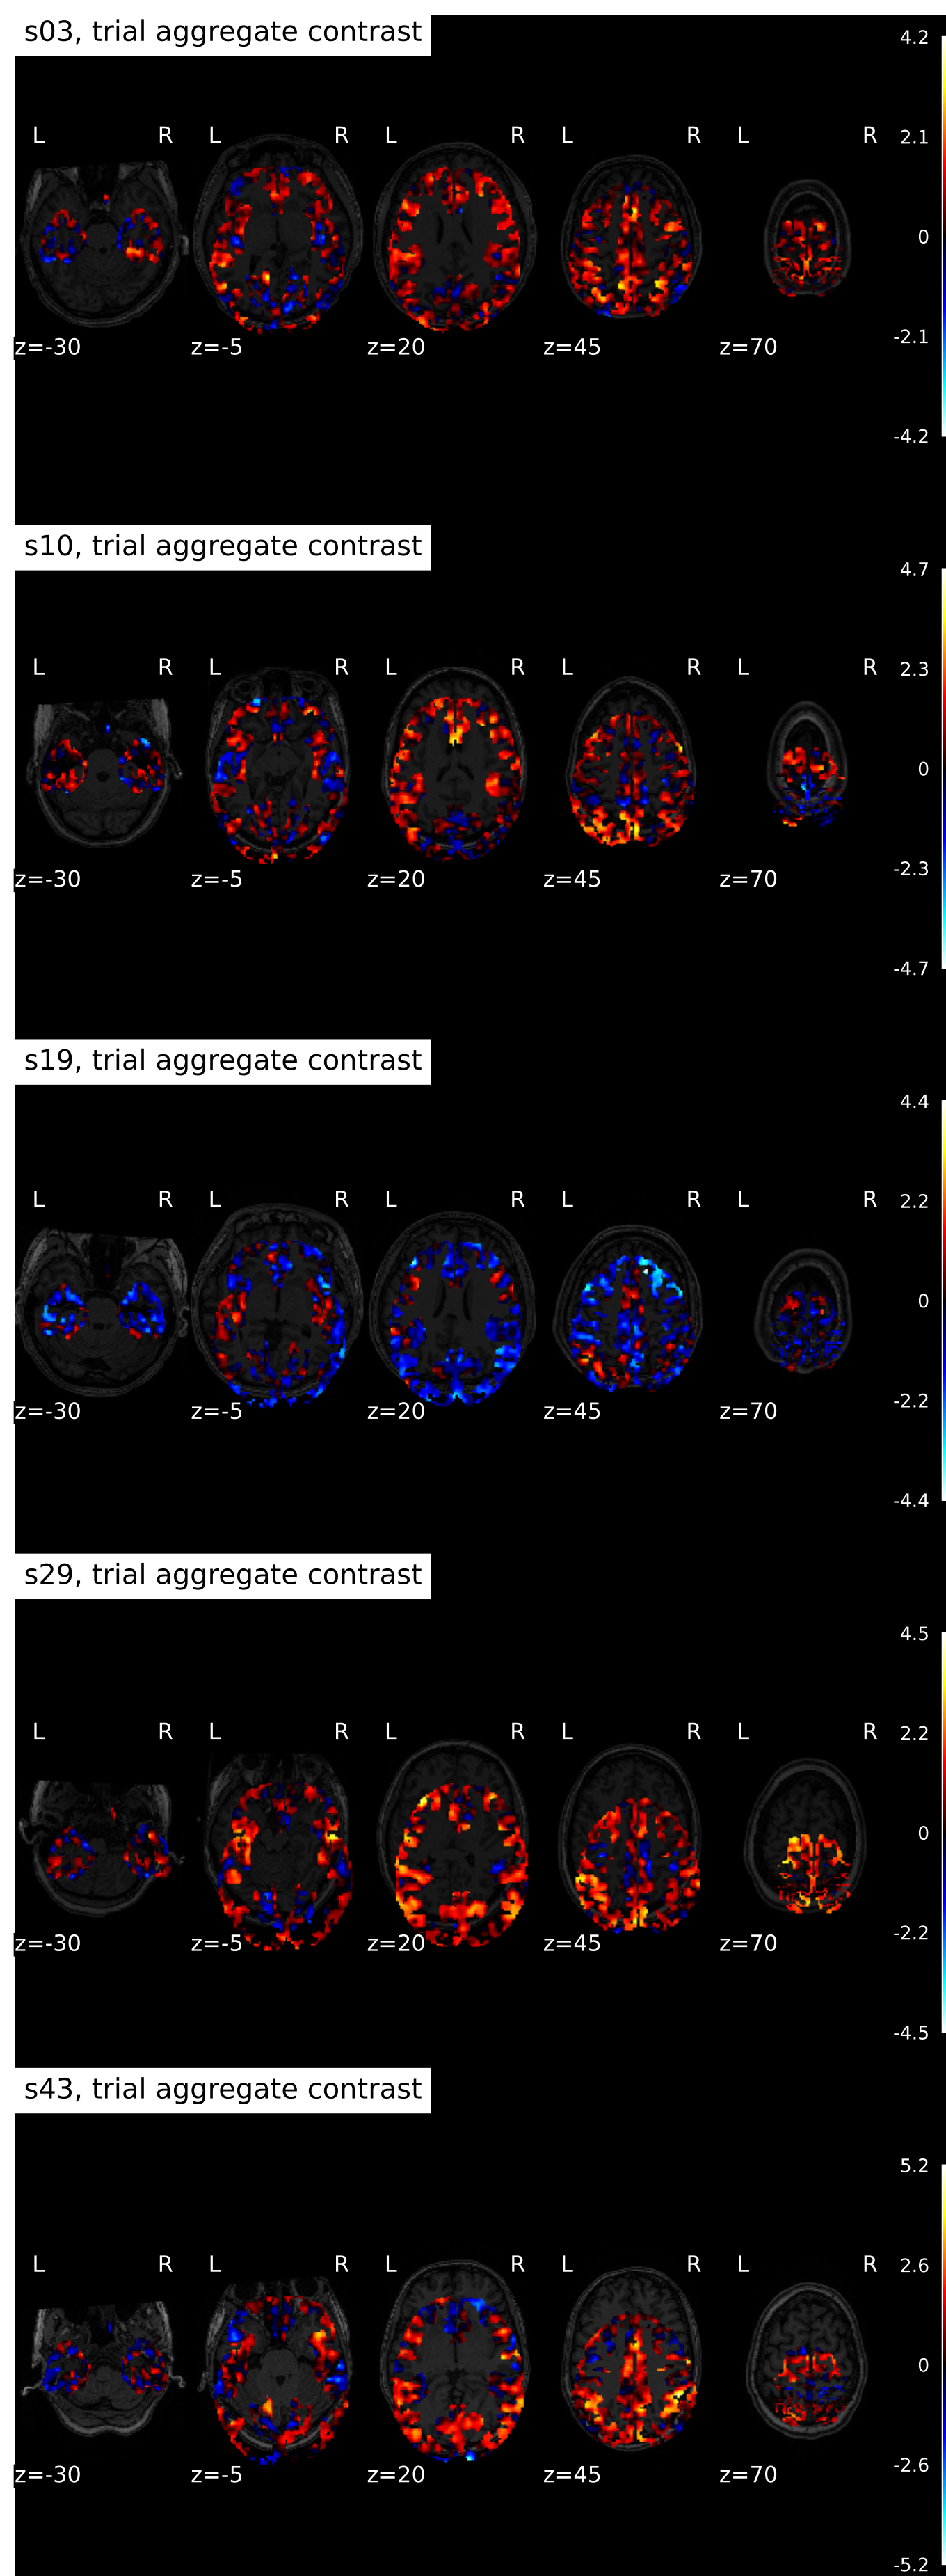 s03, trial aggregate contrast
4.2
2.1
L R L R L R L R L R
0
-2.1
z=-30 z=-5 z=20 z=45 z=70
-4.2
s10, trial aggregate contrast
4.7
L R L R L R L R L R
2.3
0
-2.3
z=-30 z=-5 z=20 z=45 z=70
-4.7
s19, trial aggregate contrast
4.4
L R L R L R L R L R
2.2
0
-2.2
z=-30 z=-5 z=20 z=45 z=70
-4.4
s29, trial aggregate contrast
4.5
L R L R L R L R L R
2.2
0
-2.2
z=-30 z=-5 z=20 z=45 z=70
-4.5
s43, trial aggregate contrast
5.2
L R L R L R L R L R
2.6
0
-2.6
z=-30 z=-5 z=20 z=45 z=70
-5.2